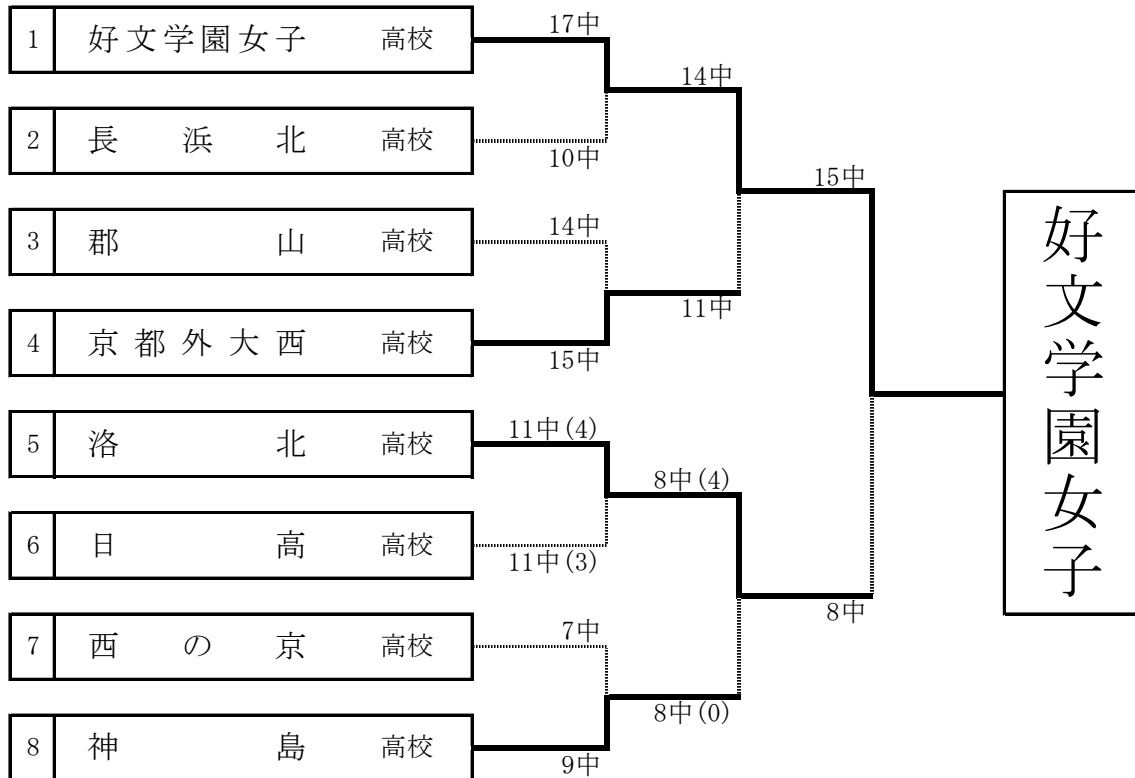 1 好文学園女子 高校
17中
14中
2 長浜北 高校
10中
15中
3 郡山 高校
14中
11中
4 京都外大西 高校
15中
好文学園女子
5 洛北 高校
11中(4)
8中(4)
6 日高 高校
11中(3)
8中
7 西の京 高校
7中
8中(0)
8 神島 高校
9中